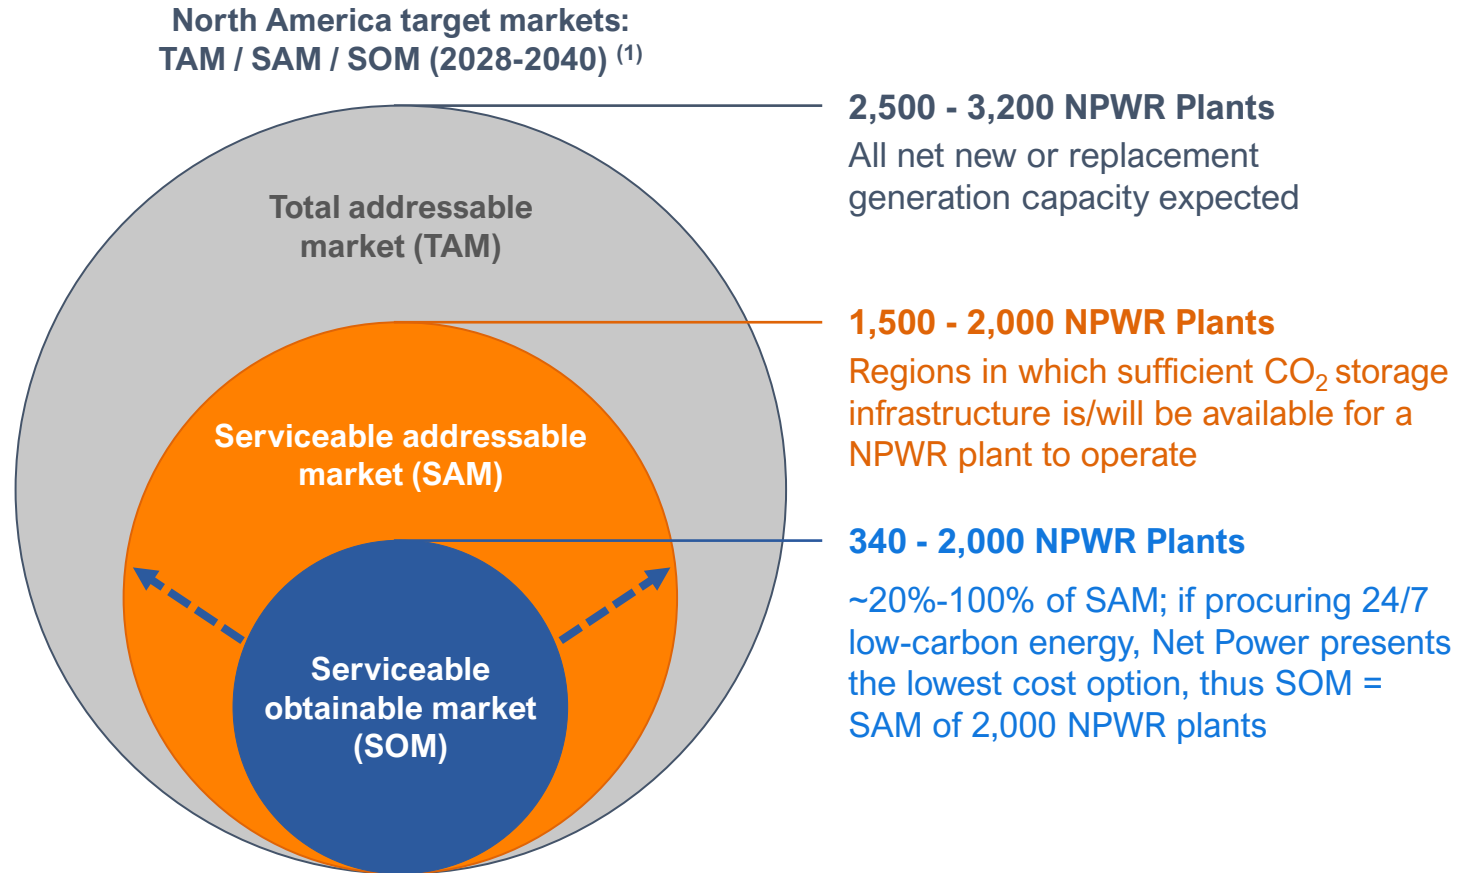 North America target markets:
TAM / SAM / SOM (2028-2040) (1)
Total addressable
market (TAM)
Serviceable addressable
market (SAM)
Serviceable
obtainable market
(SOM)
2,500 - 3,200 NPWR Plants
All net new or replacement
generation capacity expected
1,500 - 2,000 NPWR Plants
Regions in which sufficient CO₂ storage
infrastructure is/will be available for a
NPWR plant to operate
340 - 2,000 NPWR Plants
~20%-100% of SAM; if procuring 24/7
low-carbon energy, Net Power presents
the lowest cost option, thus SOM =
SAM of 2,000 NPWR plants